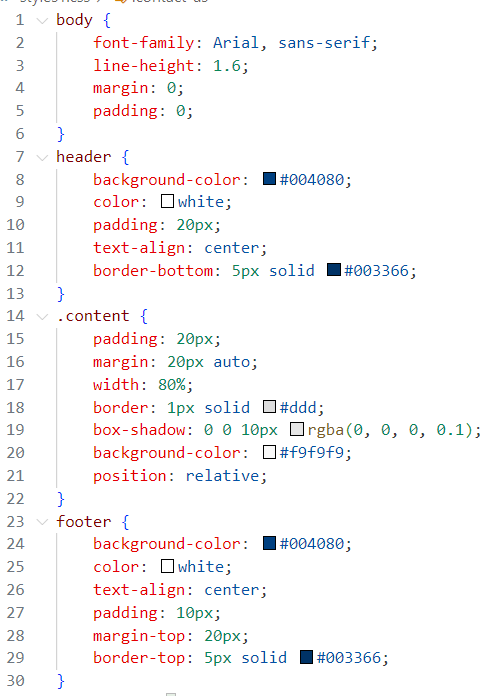 1 body {
2 font-family: Arial, sans-serif;
3 line-height: 1.6;
4 margin: 0;
5 padding: 0;
6 }
7 header {
8 background-color: #004080;
9 color: white;
10 padding: 20px;
11 text-align: center;
12 border-bottom: 5px solid #003366;
13 }
14 .content {
15 padding: 20px;
16 margin: 20px auto;
17 width: 80%;
18 border: 1px solid #ddd;
19 box-shadow: 0 0 10px rgba(0, 0, 0, 0.1);
20 background-color: #f9f9f9;
21 position: relative;
22 }
23 footer {
24 background-color: #004080;
25 color: white;
26 text-align: center;
27 padding: 10px;
28 margin-top: 20px;
29 border-top: 5px solid #003366;
30 }